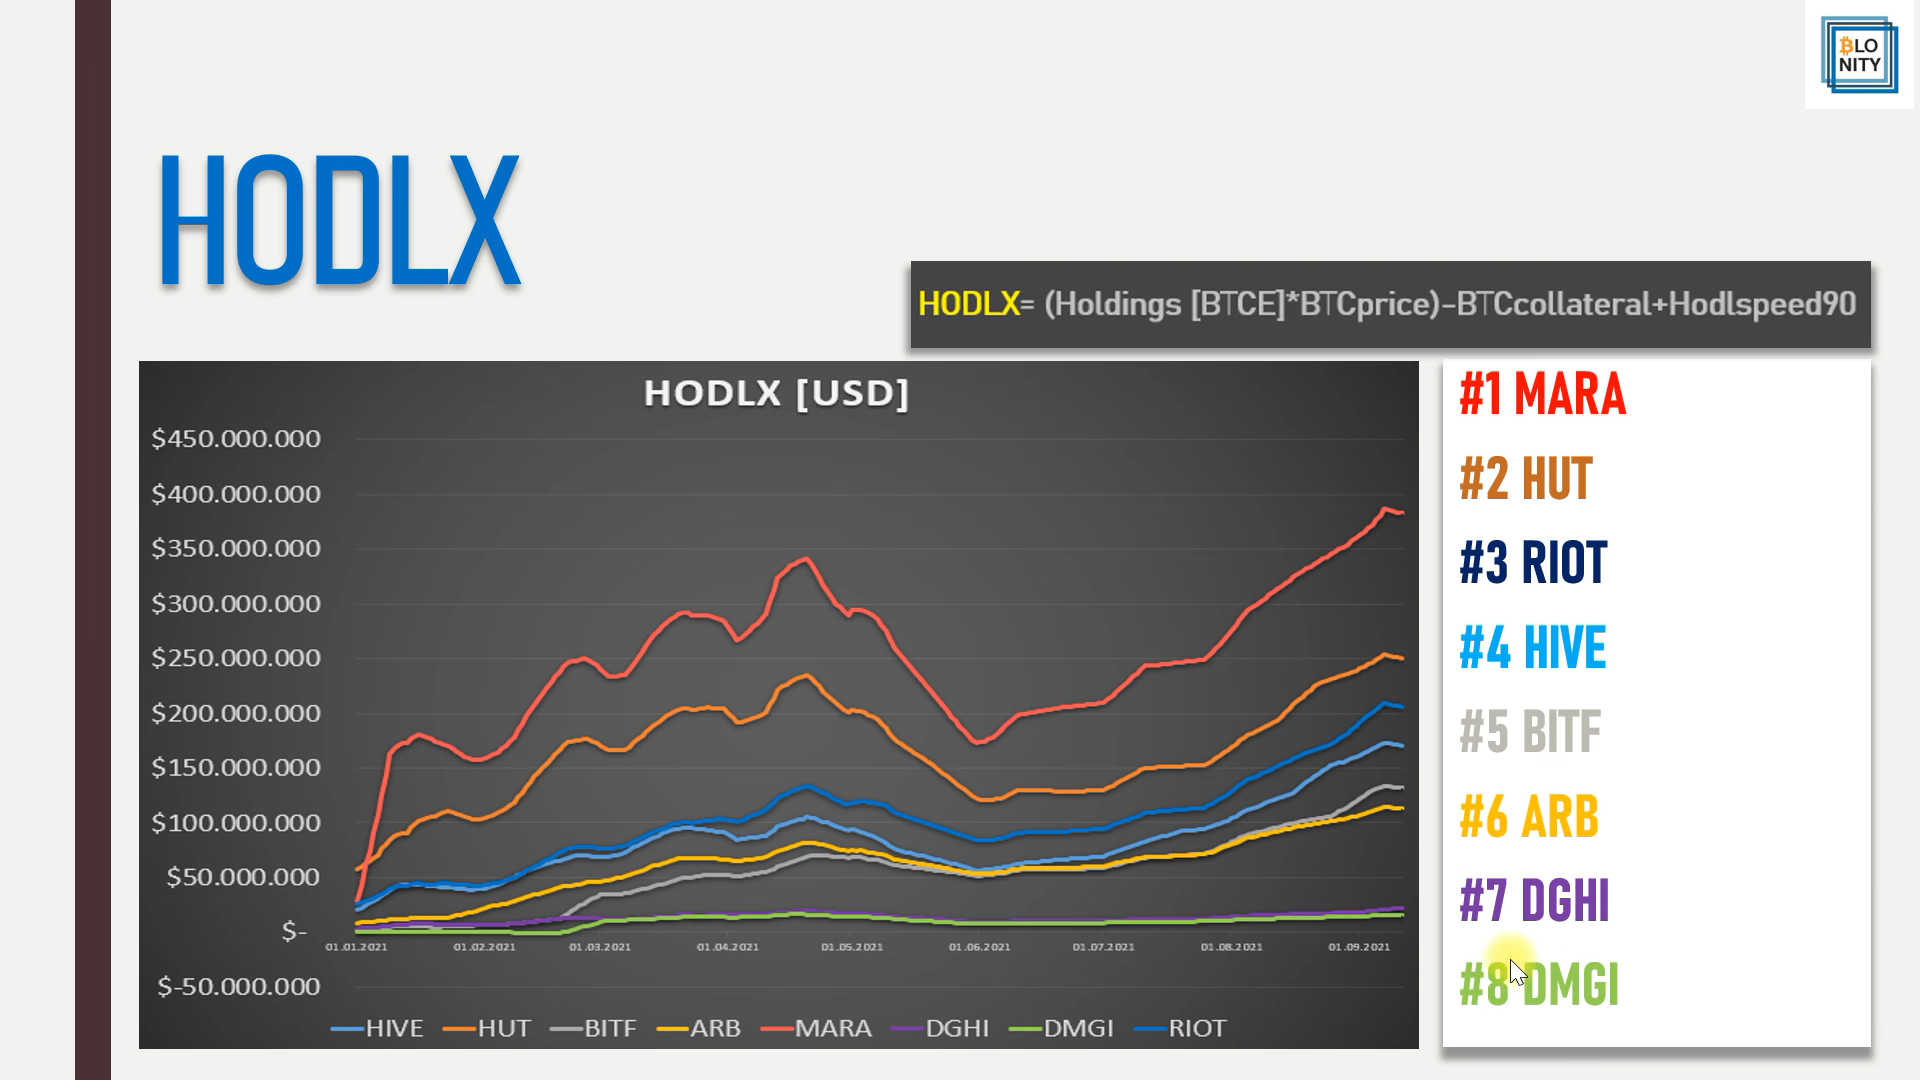 ₿LO
NITY
HODLX
HODLX= (Holdings [BTCE]*BTCprice)-BTCcollateral+Hodlspeed90
HODLX [USD]
$450.000.000
$400.000.000
$350.000.000
$300.000.000
$250.000.000
$200.000.000
$150.000.000
$100.000.000
$50.000.000
$-
01.01.2021 01.02.2021 01.03.2021 01.04.2021 01.05.2021 01.06.2021 01.07.2021 01.08.2021 01.09.2021
$-50.000.000
HIVE HUT BITF ARB MARA DGHI DMGI RIOT
#1 MARA
#2 HUT
#3 RIOT
#4 HIVE
#5 BITF
#6 ARB
#7 DGHI
#8 DMGI